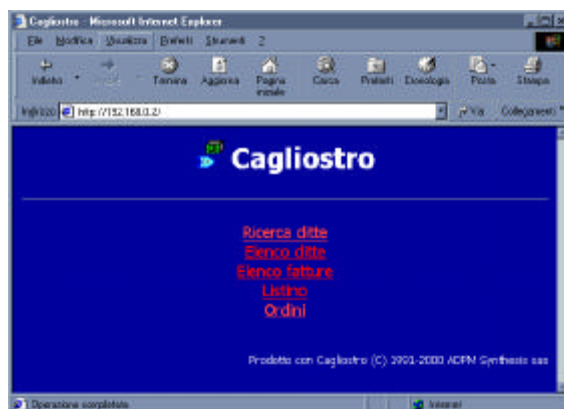 Cagliostro - Microsoft Internet Explorer
File Modifica Visualizza Preferiti Strumenti ?
Indietro Termina Aggiorna Pagina iniziale Cerca Preferiti Cronologia Posta Stampa
Indirizzo http://192.168.0.2/ Vai Collegamenti
Cagliostro
Ricerca ditte
Elenco ditte
Elenco fatture
Listino
Ordini
Prodotto con Cagliostro (C) 1991-2000 ADPM Synthesis sas
Operazione completata Internet